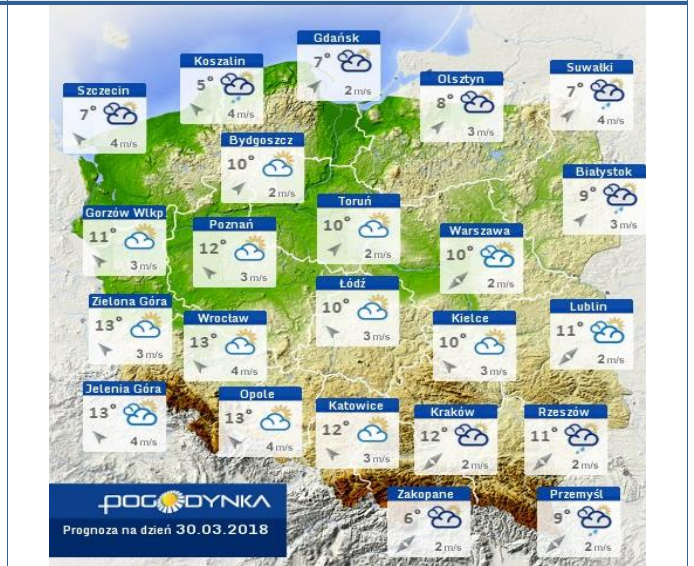 Gdańsk
7°
2 m/s
Koszalin
5°
4 m/s
Suwałki
7°
4 m/s
Olsztyn
8°
3 m/s
Szczecin
7°
4 m/s
Bydgoszcz
10°
2 m/s
Białystok
9°
3 m/s
Toruń
10°
2 m/s
Gorzów Wlkp
11°
3 m/s
Poznań
12°
3 m/s
Warszawa
10°
2 m/s
Łódź
10°
3 m/s
Zielona Góra
13°
3 m/s
Wrocław
13°
4 m/s
Kielce
10°
3 m/s
Lublin
11°
2 m/s
Jelenia Góra
13°
4 m/s
Opole
13°
4 m/s
Katowice
12°
3 m/s
Kraków
12°
2 m/s
Rzeszów
11°
2 m/s
Zakopane
6°
2 m/s
Przemyśl
9°
2 m/s
POGODYNKA
Prognoza na dzień 30.03.2018